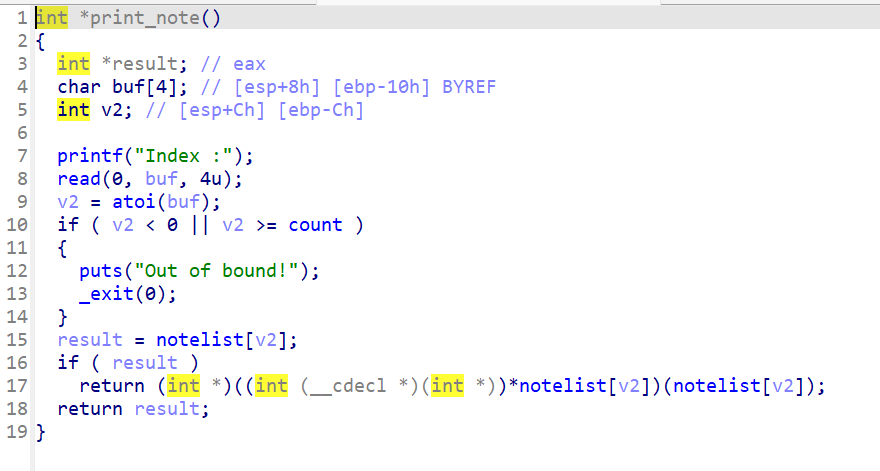 1 int *print_note()
2 {
3   int *result; // eax
4   char buf[4]; // [esp+8h] [ebp-10h] BYREF
5   int v2; // [esp+Ch] [ebp-Ch]
6
7   printf("Index :");
8   read(0, buf, 4u);
9   v2 = atoi(buf);
10   if ( v2 < 0 || v2 >= count )
11   {
12     puts("Out of bound!");
13     _exit(0);
14   }
15   result = notelist[v2];
16   if ( result )
17     return (int *)((int (__cdecl *)(int *))*notelist[v2])(notelist[v2]);
18   return result;
19 }